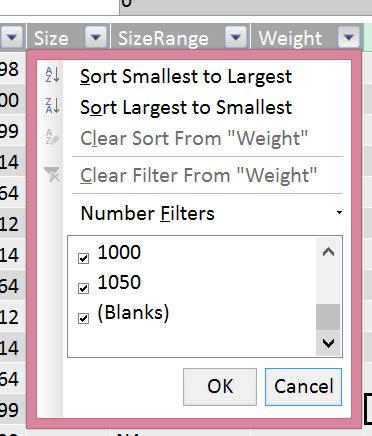 0
Size SizeRange Weight
98
00
99
14
64
12
14
64
12
14
64
99
Sort Smallest to Largest
Sort Largest to Smallest
Clear Sort From "Weight"
Clear Filter From "Weight"
Number Filters
1000
1050
(Blanks)
OK Cancel